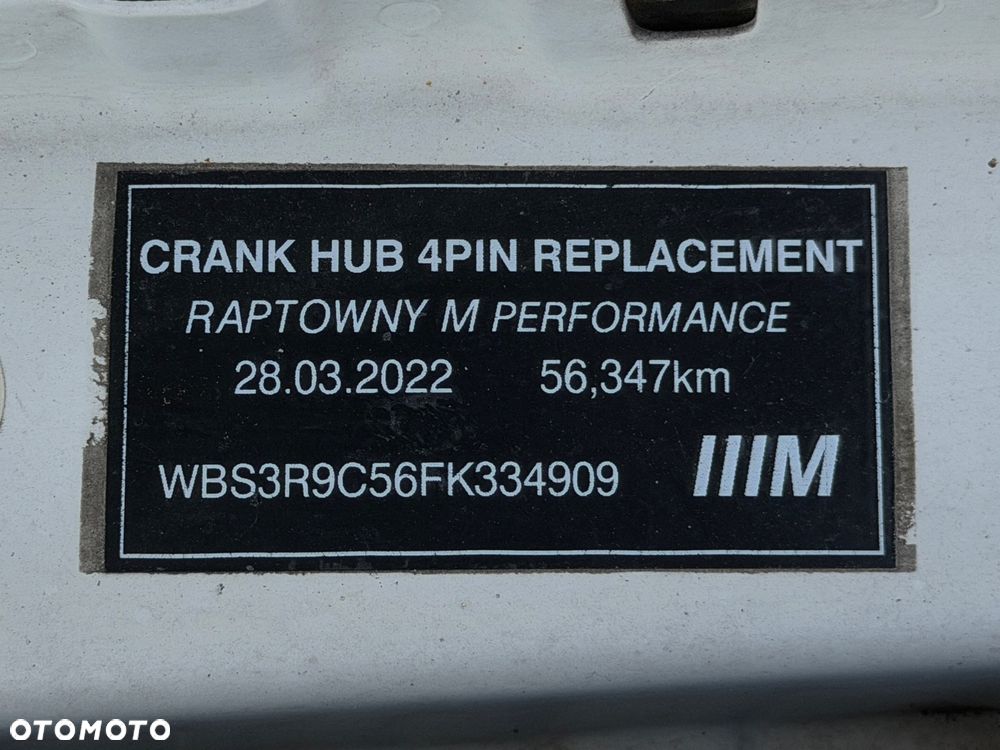 CRANK HUB 4PIN REPLACEMENT
RAPTOWNY M PERFORMANCE
28.03.2022 56,347km
WBS3R9C56FK334909 ///M
OTOMOTO